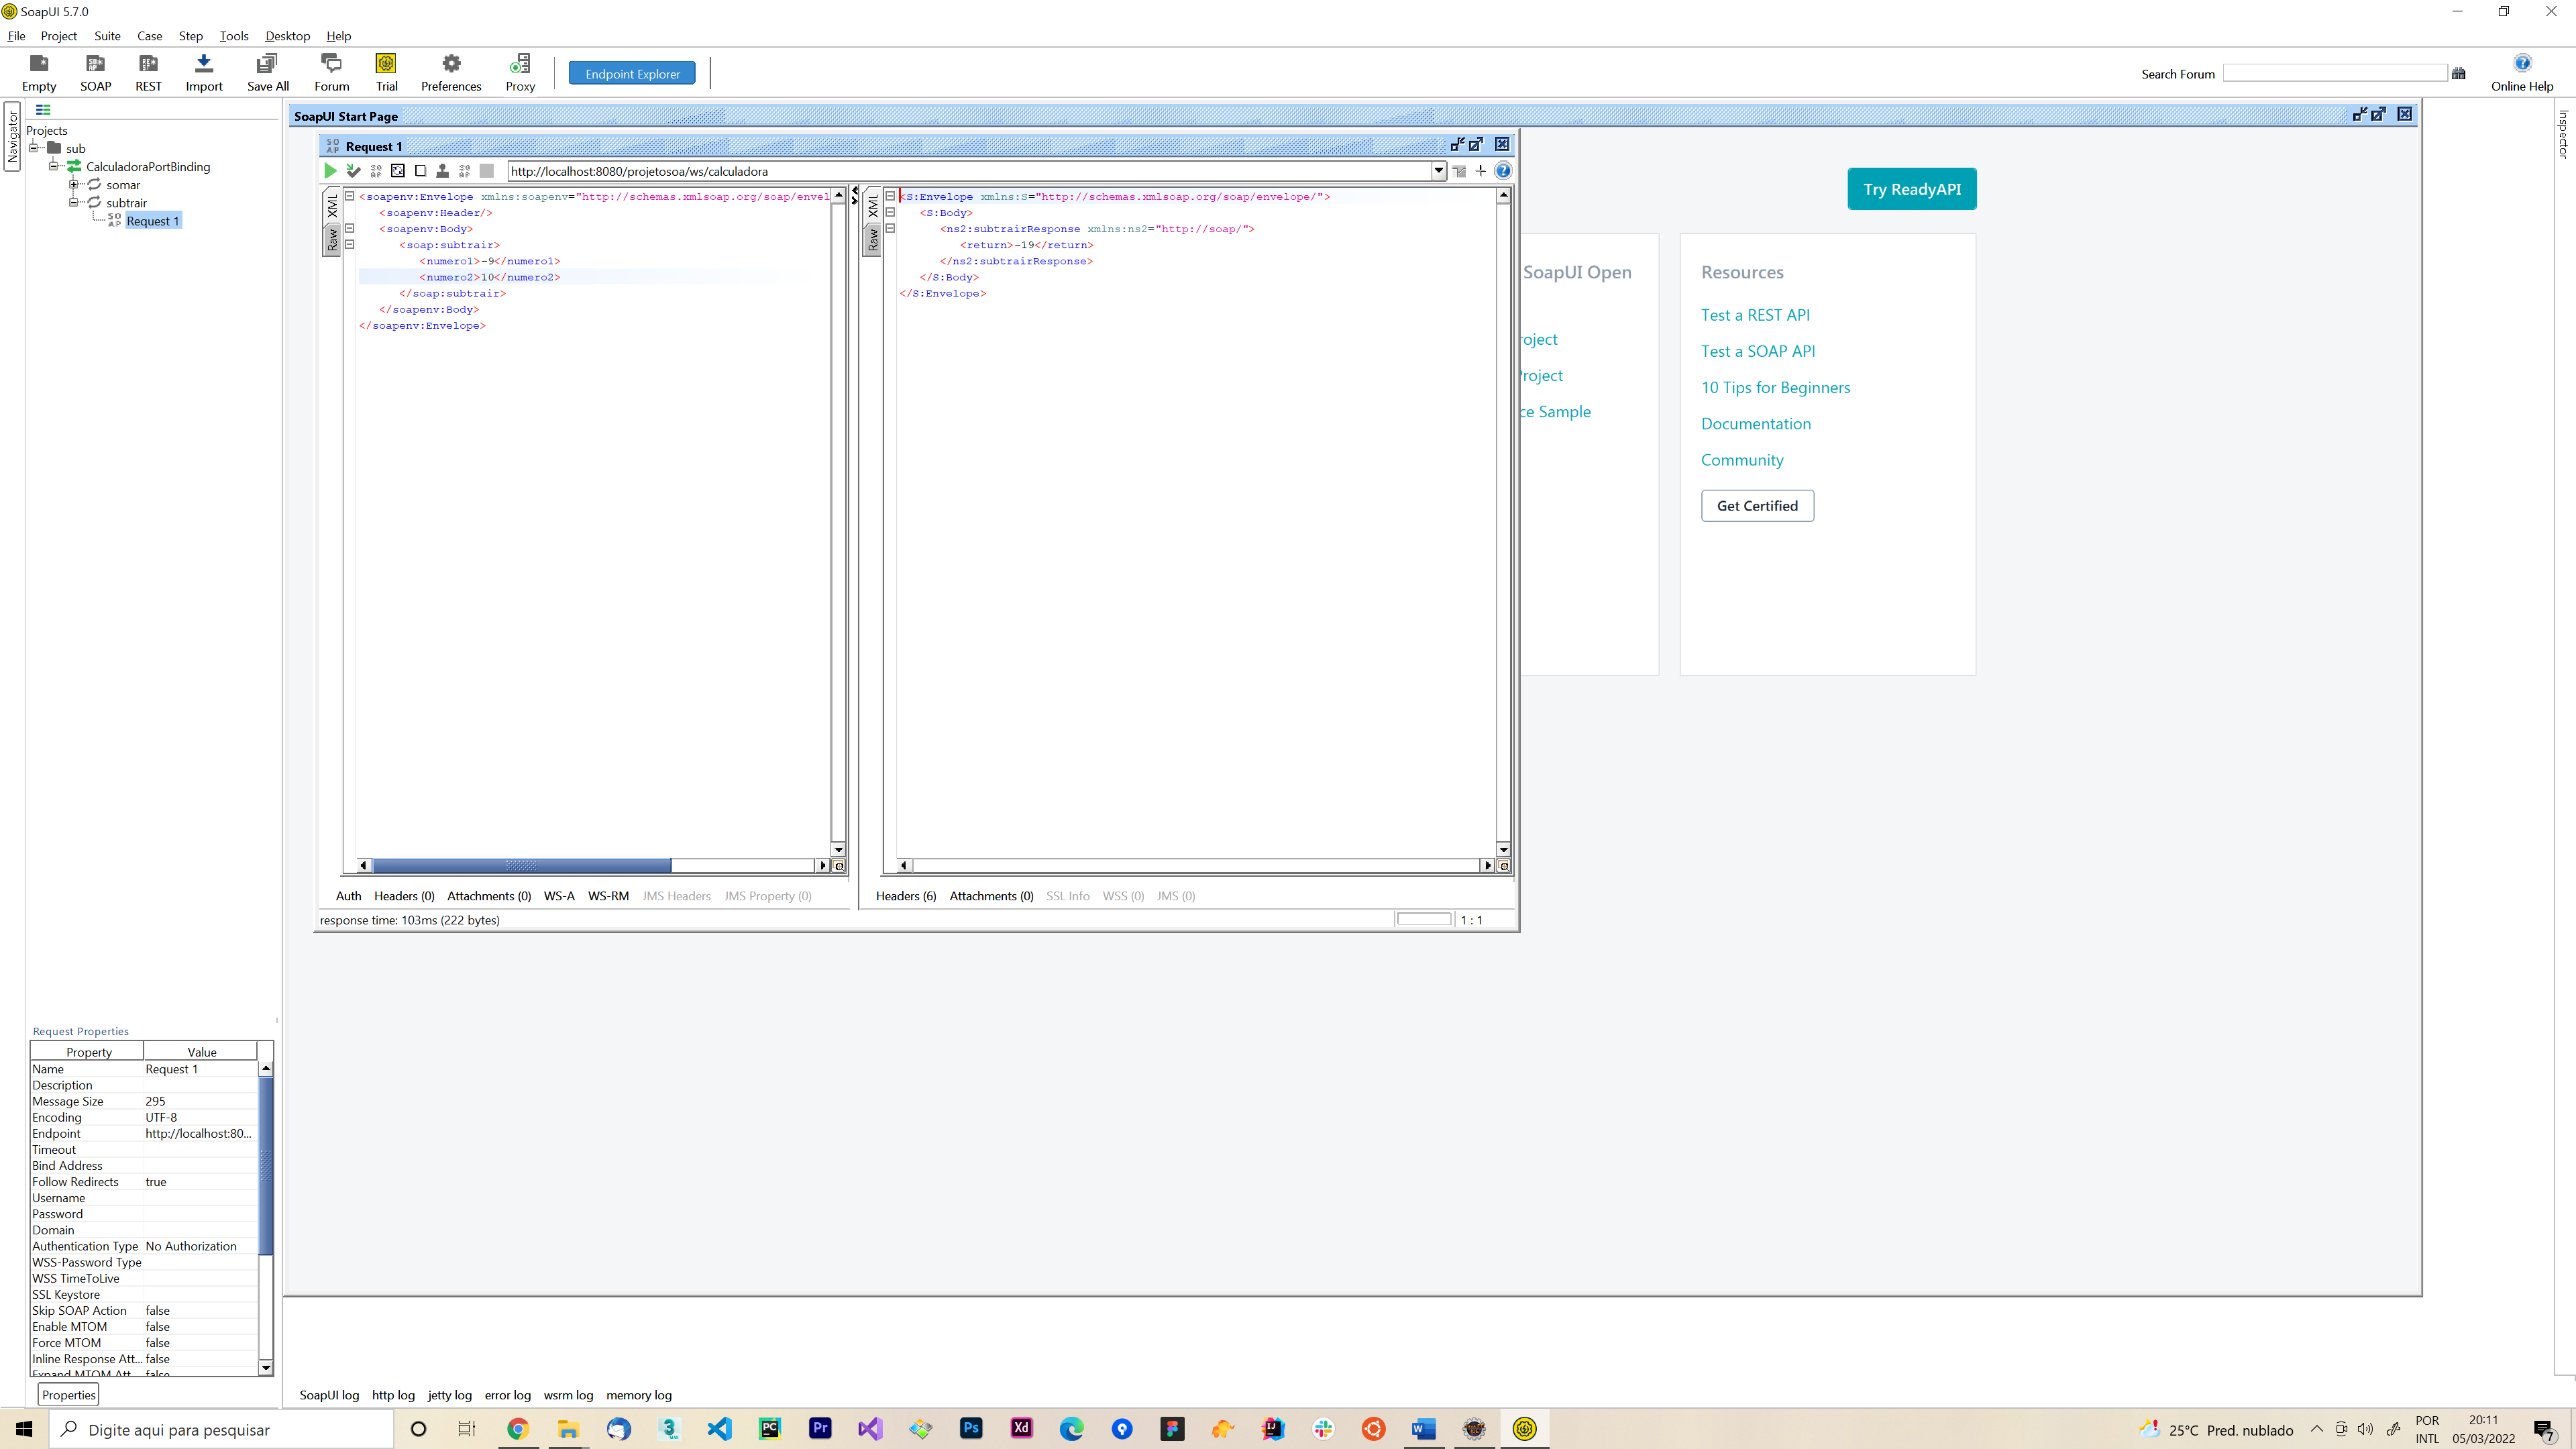 SoapUI 5.7.0
File Project Suite Case Step Tools Desktop Help
Empty SOAP REST Import Save All Forum Trial Preferences Proxy Endpoint Explorer Search Forum Online Help
Navigator
Projects
sub
CalculadoraPortBinding
somar
subtrair
Request 1
Inspector
SoapUI Start Page
Request 1
http://localhost:8080/projetosoa/ws/calculadora
XML
Raw
<soapenv:Envelope xmlns:soapenv="http://schemas.xmlsoap.org/soap/envel
<soapenv:Header/>
<soapenv:Body>
<soap:subtrair>
<numero1>-9</numero1>
<numero2>10</numero2>
</soap:subtrair>
</soapenv:Body>
</soapenv:Envelope>
XML
Raw
<S:Envelope xmlns:S="http://schemas.xmlsoap.org/soap/envelope/">
<S:Body>
<ns2:subtrairResponse xmlns:ns2="http://soap/">
<return>-19</return>
</ns2:subtrairResponse>
</S:Body>
</S:Envelope>
Auth Headers (0) Attachments (0) WS-A WS-RM JMS Headers JMS Property (0)
Headers (6) Attachments (0) SSL Info WSS (0) JMS (0)
response time: 103ms (222 bytes)
1 : 1
Try ReadyAPI
SoapUI Open
roject
Project
ce Sample
Resources
Test a REST API
Test a SOAP API
10 Tips for Beginners
Documentation
Community
Get Certified
Request Properties
Property Value
Name Request 1
Description
Message Size 295
Encoding UTF-8
Endpoint http://localhost:80...
Timeout
Bind Address
Follow Redirects true
Username
Password
Domain
Authentication Type No Authorization
WSS-Password Type
WSS TimeToLive
SSL Keystore
Skip SOAP Action false
Enable MTOM false
Force MTOM false
Inline Response Att... false
Expand MTOM Att... false
Properties
SoapUI log http log jetty log error log wsrm log memory log
Digite aqui para pesquisar
25°C Pred. nublado
POR
INTL
20:11
05/03/2022
7